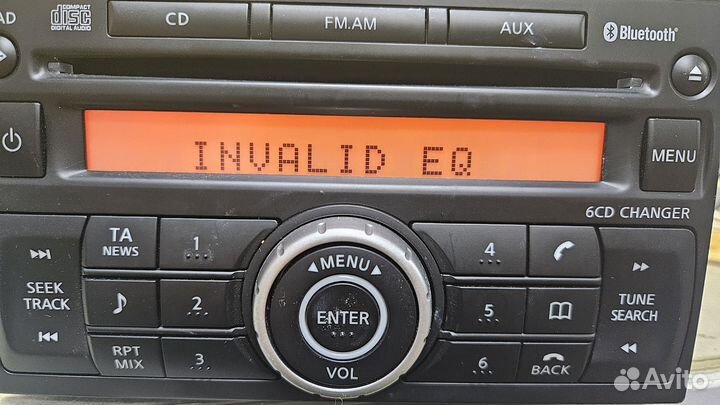 AD
COMPACT
disc
DIGITAL AUDIO
CD
FM.AM
AUX
Bluetooth®
INVALID EQ
MENU
6CD CHANGER
TA
NEWS
1
4
MENU
SEEK
TRACK
2
ENTER
5
TUNE
SEARCH
RPT
MIX
3
VOL
6
BACK
Avito